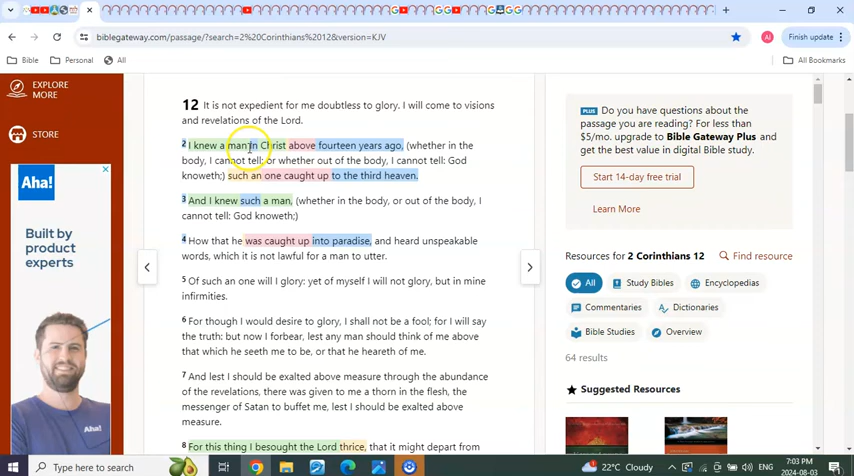 Finish update
biblegateway.com/passage/?search=2%20Corinthians%2012&version=KJV
AI
Bible
Personal
All
All Bookmarks
EXPLORE
MORE
STORE
Aha!
Built by
product
experts
Aha!
12 It is not expedient for me doubtless to glory. I will come to visions
and revelations of the Lord.
2 I knew a man in Christ above fourteen years ago, (whether in the
body, I cannot tell; or whether out of the body, I cannot tell: God
knoweth;) such an one caught up to the third heaven.
3 And I knew such a man, (whether in the body, or out of the body, I
cannot tell: God knoweth;)
4 How that he was caught up into paradise, and heard unspeakable
words, which it is not lawful for a man to utter.
5 Of such an one will I glory: yet of myself I will not glory, but in mine
infirmities.
6 For though I would desire to glory, I shall not be a fool; for I will say
the truth: but now I forbear, lest any man should think of me above
that which he seeth me to be, or that he heareth of me.
7 And lest I should be exalted above measure through the abundance
of the revelations, there was given to me a thorn in the flesh, the
messenger of Satan to buffet me, lest I should be exalted above
measure.
8 For this thing I besought the Lord thrice, that it might depart from
PLUS Do you have questions about the
passage you are reading? For less than
$5/mo. upgrade to Bible Gateway Plus and
get the best value in digital Bible study.
Start 14-day free trial
Learn More
Resources for 2 Corinthians 12
Find resource
All
Study Bibles
Encyclopedias
Commentaries
Dictionaries
Bible Studies
Overview
64 results
Suggested Resources
Type here to search
22°C Cloudy
ENG
7:03 PM
2024-08-03